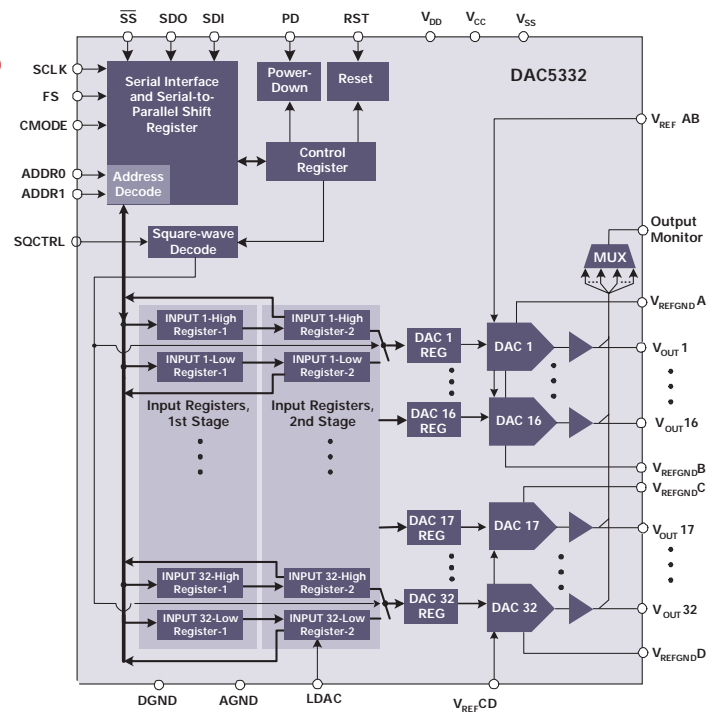 SS SDO SDI PD RST VDD VCC VSS
SCLK
FS
CMODE
ADDR0
ADDR1
SQCTRL
Serial Interface
and Serial-to-
Parallel Shift
Register
Address
Decode
Power-
Down
Reset
DAC5332
Control
Register
Square-wave
Decode
VREF AB
Output
Monitor
MUX
VREFGNDA
INPUT 1-High
Register-1
INPUT 1-High
Register-2
INPUT 1-Low
Register-1
INPUT 1-Low
Register-2
Input Registers,
1st Stage
Input Registers,
2nd Stage
DAC 1
REG
DAC 1
VOUT1
DAC 16
REG
DAC 16
VOUT16
VREFGNDB
VREFGNDC
DAC 17
REG
DAC 17
VOUT17
INPUT 32-High
Register-1
INPUT 32-High
Register-2
INPUT 32-Low
Register-1
INPUT 32-Low
Register-2
DAC 32
REG
DAC 32
VOUT32
VREFGNDD
DGND AGND LDAC VREFCD